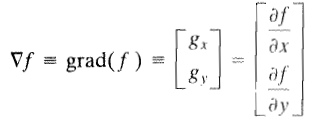 ∇f ≡ grad(f) ≡ [ g_x ; g_y ] = [ ∂f/∂x ; ∂f/∂y ]